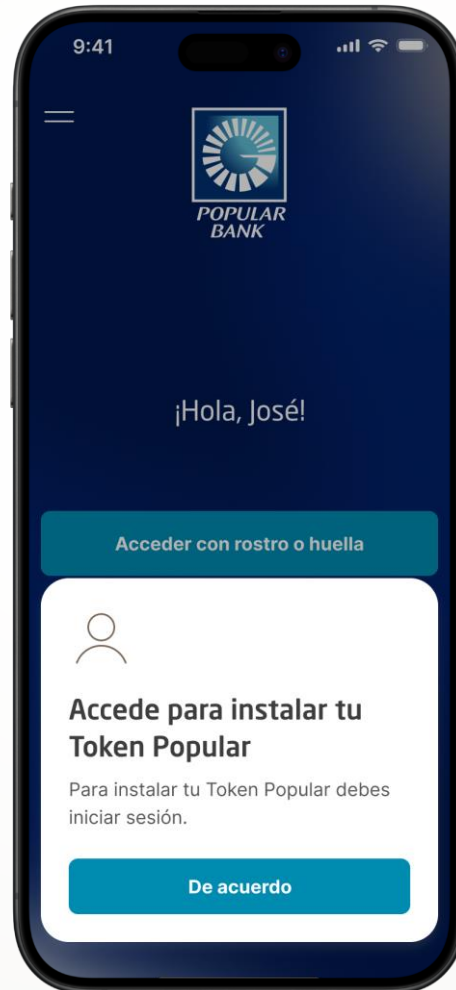 9:41
POPULAR
BANK
¡Hola, José!
Acceder con rostro o huella
Accede para instalar tu
Token Popular
Para instalar tu Token Popular debes
iniciar sesión.
De acuerdo